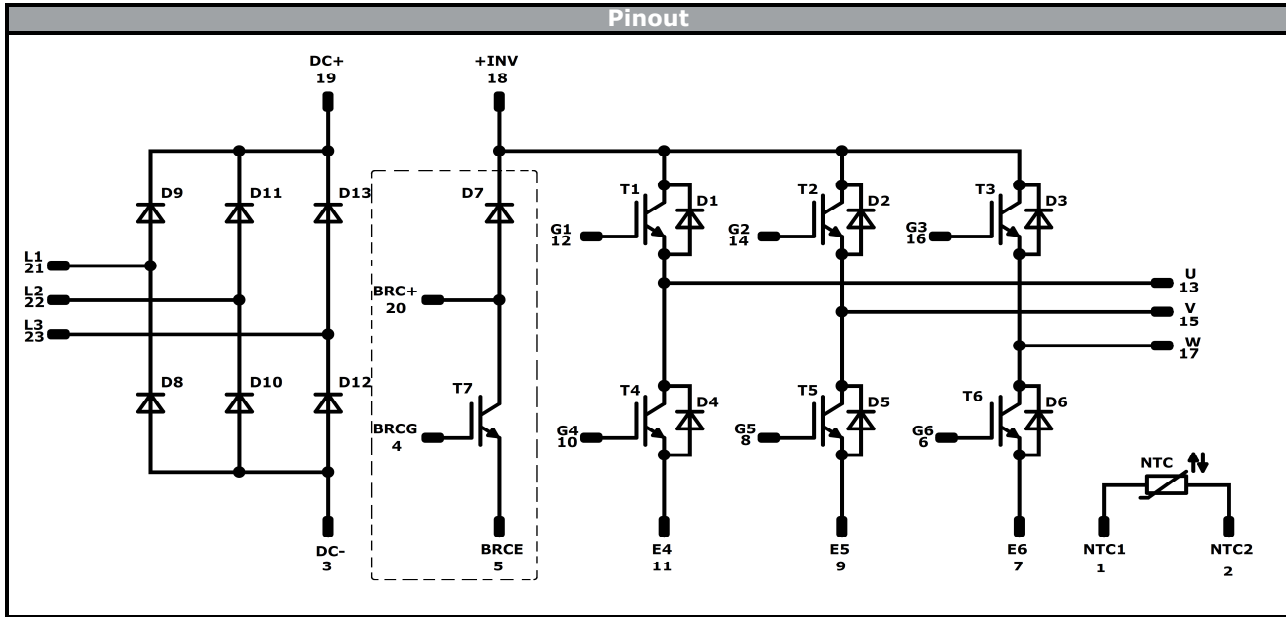 Pinout
DC+
19
+INV
18
D9
D11
D13
D7
T1
D1
T2
D2
T3
D3
G1
12
G2
14
G3
16
L1
21
L2
22
L3
23
BRC+
20
U
13
V
15
W
17
D8
D10
D12
T7
T4
D4
T5
D5
T6
D6
BRCG
4
G4
10
G5
8
G6
6
NTC
DC-
3
BRCE
5
E4
11
E5
9
E6
7
NTC1
1
NTC2
2